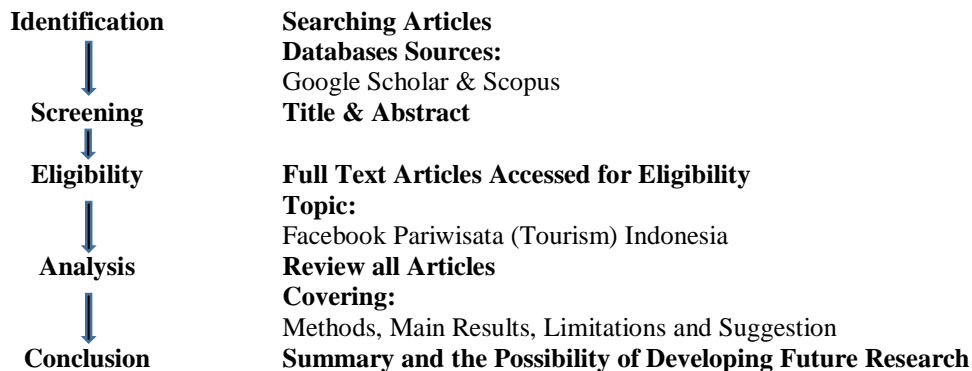 Identification Searching Articles
Databases Sources:
Google Scholar & Scopus
Screening Title & Abstract
Eligibility Full Text Articles Accessed for Eligibility
Topic:
Facebook Pariwisata (Tourism) Indonesia
Analysis Review all Articles
Covering:
Methods, Main Results, Limitations and Suggestion
Conclusion Summary and the Possibility of Developing Future Research